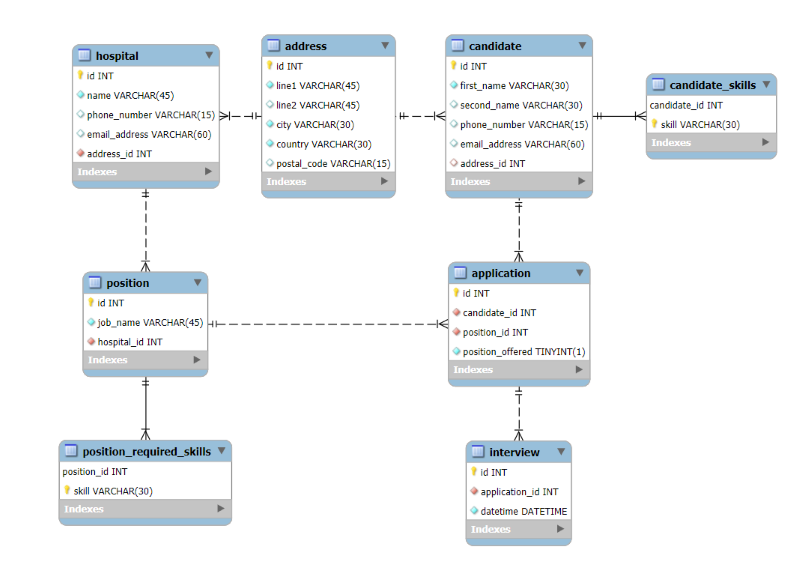 hospital
id INT
name VARCHAR(45)
phone_number VARCHAR(15)
email_address VARCHAR(60)
address_id INT
Indexes
address
id INT
line1 VARCHAR(45)
line2 VARCHAR(45)
city VARCHAR(30)
country VARCHAR(30)
postal_code VARCHAR(15)
Indexes
candidate
id INT
first_name VARCHAR(30)
second_name VARCHAR(30)
phone_number VARCHAR(15)
email_address VARCHAR(60)
address_id INT
Indexes
candidate_skills
candidate_id INT
skill VARCHAR(30)
Indexes
position
id INT
job_name VARCHAR(45)
hospital_id INT
Indexes
application
id INT
candidate_id INT
position_id INT
position_offered TINYINT(1)
Indexes
position_required_skills
position_id INT
skill VARCHAR(30)
Indexes
interview
id INT
application_id INT
datetime DATETIME
Indexes